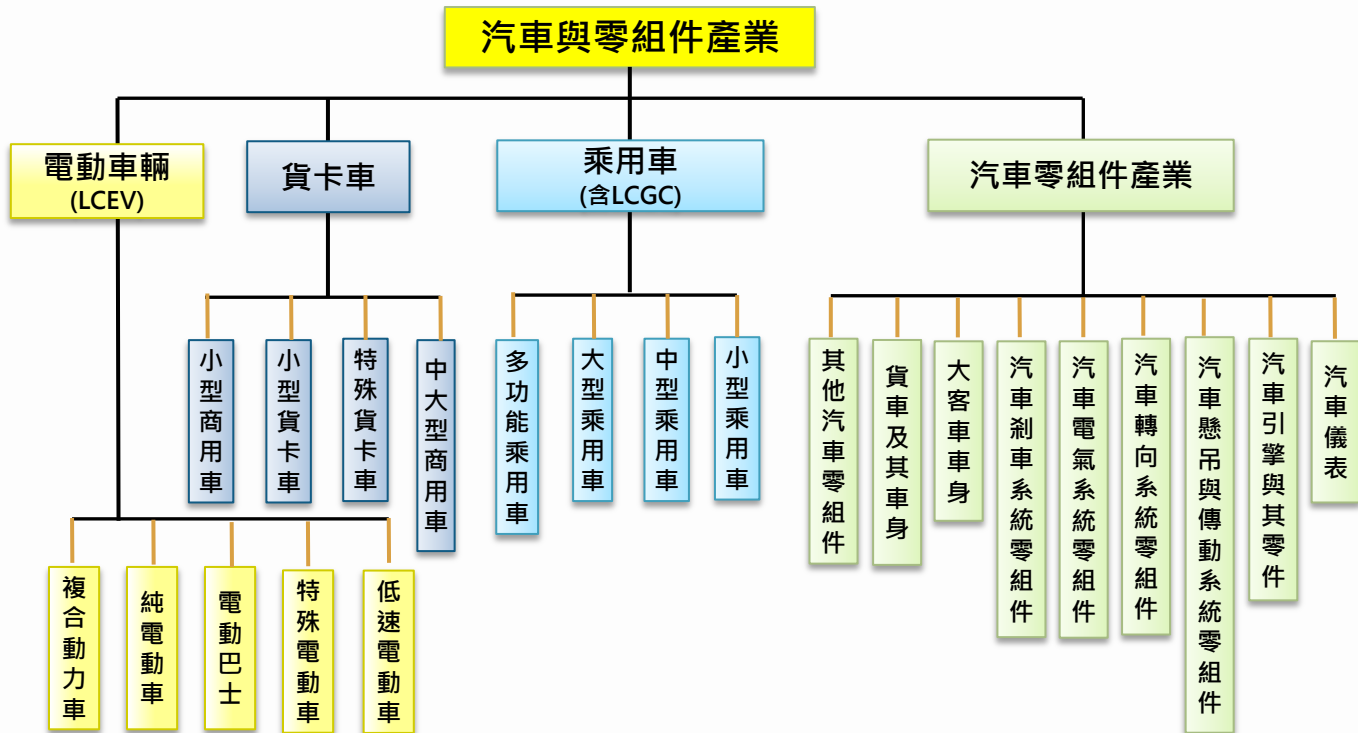 汽車與零組件產業
電動車輛
(LCEV)
貨卡車
乘用車
(含LCGC)
汽車零組件產業
小型商用車
小型貨卡車
特殊貨卡車
中大型商用車
多功能乘用車
大型乘用車
中型乘用車
小型乘用車
其他汽車零組件
貨車及其車身
大客車車身
汽車剎車系統零組件
汽車電氣系統零組件
汽車轉向系統零組件
汽車懸吊與傳動系統零組件
汽車引擎與其零件
汽車儀表
複合動力車
純電動車
電動巴士
特殊電動車
低速電動車